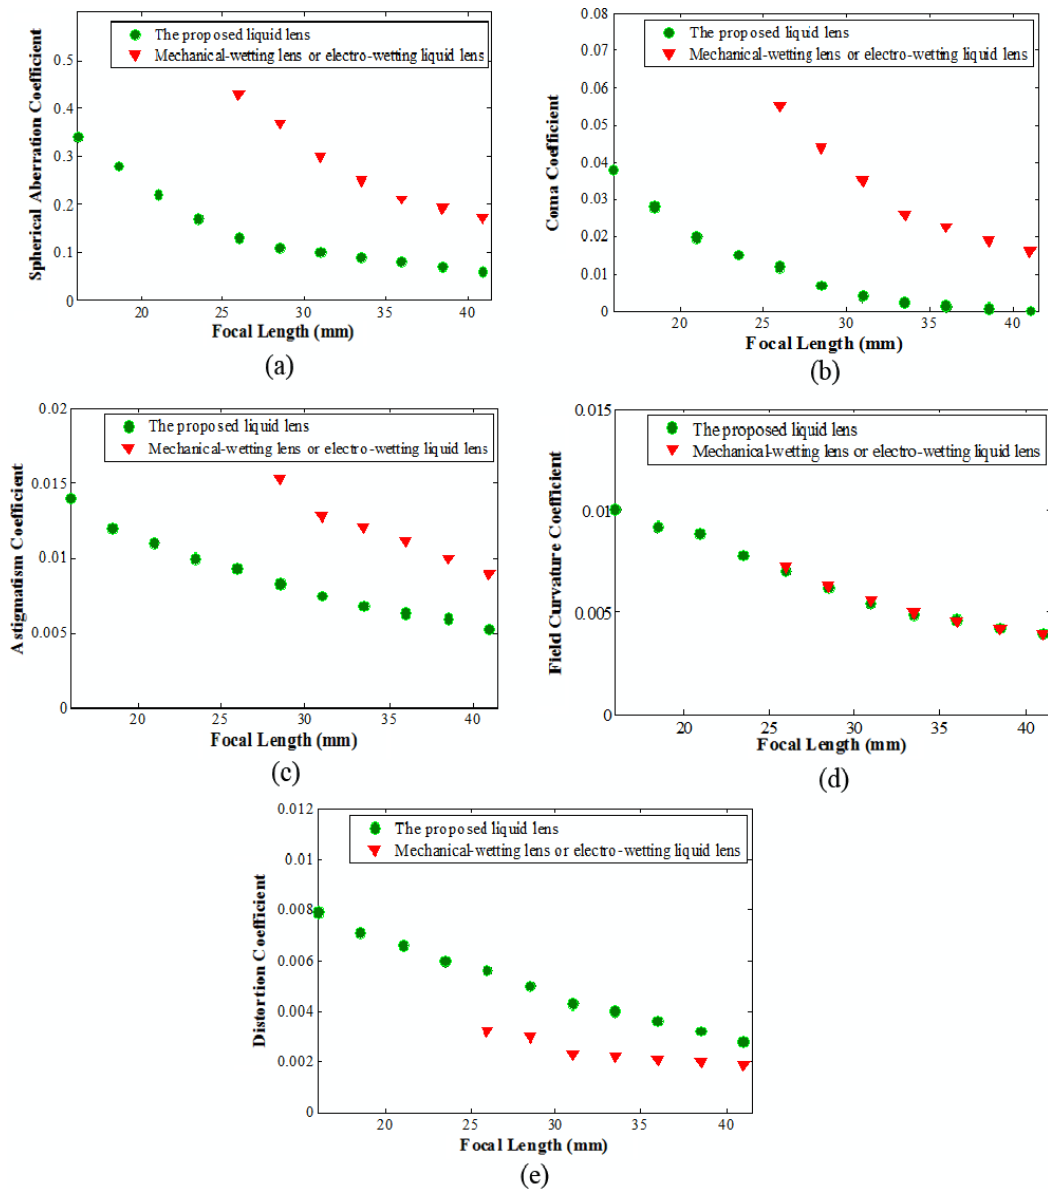 The proposed liquid lens
Mechanical-wetting lens or electro-wetting liquid lens
Spherical Aberration Coefficient
0.5
0.4
0.3
0.2
0.1
0
20
25
30
35
40
Focal Length (mm)
(a)
The proposed liquid lens
Mechanical-wetting lens or electro-wetting liquid lens
Coma Coefficient
0.08
0.07
0.06
0.05
0.04
0.03
0.02
0.01
0
20
25
30
35
40
Focal Length (mm)
(b)
The proposed liquid lens
Mechanical-wetting lens or electro-wetting liquid lens
Astigmatism Coefficient
0.02
0.015
0.01
0.005
0
20
25
30
35
40
Focal Length (mm)
(c)
The proposed liquid lens
Mechanical-wetting lens or electro-wetting liquid lens
Field Curvature Coefficient
0.015
0.01
0.005
0
20
25
30
35
40
Focal Length (mm)
(d)
The proposed liquid lens
Mechanical-wetting lens or electro-wetting liquid lens
Distortion Coefficient
0.012
0.01
0.008
0.006
0.004
0.002
0
20
25
30
35
40
Focal Length (mm)
(e)